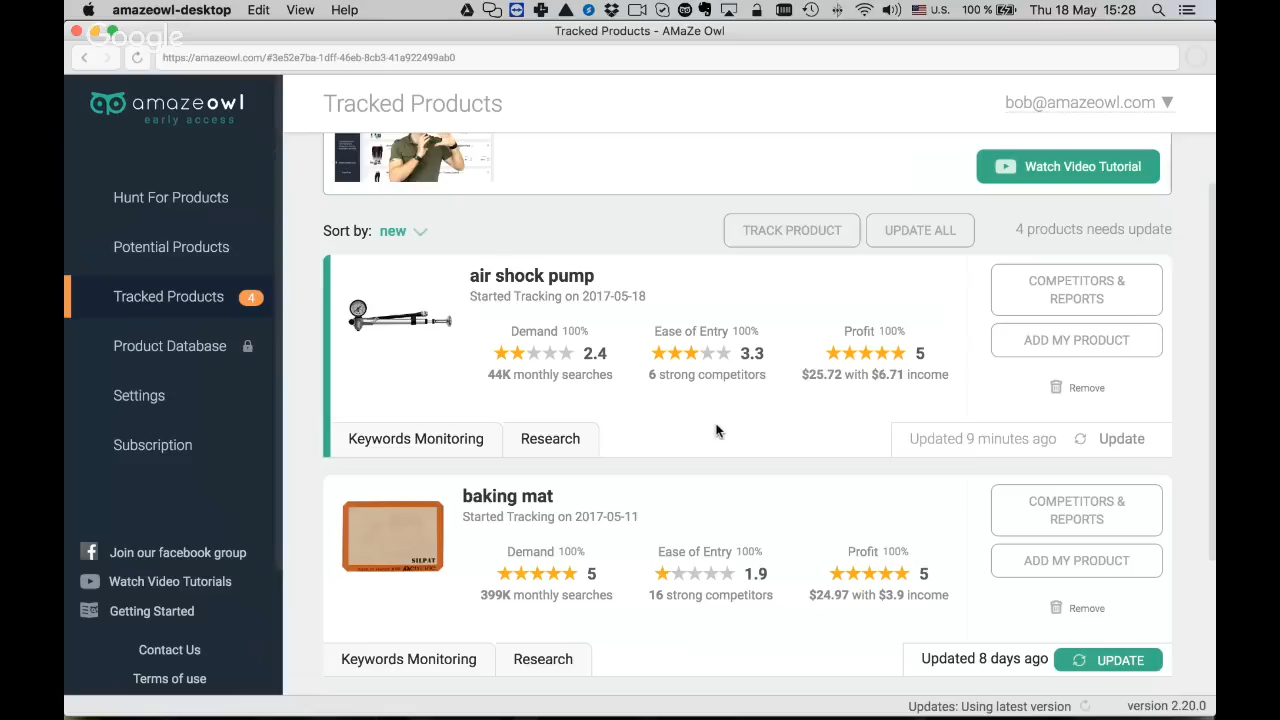 amazeowl-desktop Edit View Help U.S. 100 % Thu 18 May 15:28
Google
Tracked Products - AMaZe Owl
https://amazeowl.com/#3e52e7ba-1dff-46eb-8cb3-41a922499ab0
amazeowl
early access
Hunt For Products
Potential Products
Tracked Products 4
Product Database
Settings
Subscription
Join our facebook group
Watch Video Tutorials
Getting Started
Contact Us
Terms of use
Tracked Products
bob@amazeowl.com ▼
Watch Video Tutorial
Sort by: new
TRACK PRODUCT
UPDATE ALL
4 products needs update
air shock pump
Started Tracking on 2017-05-18
Demand 100%
2.4
44K monthly searches
Ease of Entry 100%
3.3
6 strong competitors
Profit 100%
5
$25.72 with $6.71 income
COMPETITORS &
REPORTS
ADD MY PRODUCT
Remove
Keywords Monitoring
Research
Updated 9 minutes ago
Update
baking mat
Started Tracking on 2017-05-11
SILPAT
Demand 100%
5
399K monthly searches
Ease of Entry 100%
1.9
16 strong competitors
Profit 100%
5
$24.97 with $3.9 income
COMPETITORS &
REPORTS
ADD MY PRODUCT
Remove
Keywords Monitoring
Research
Updated 8 days ago
UPDATE
Updates: Using latest version
version 2.20.0